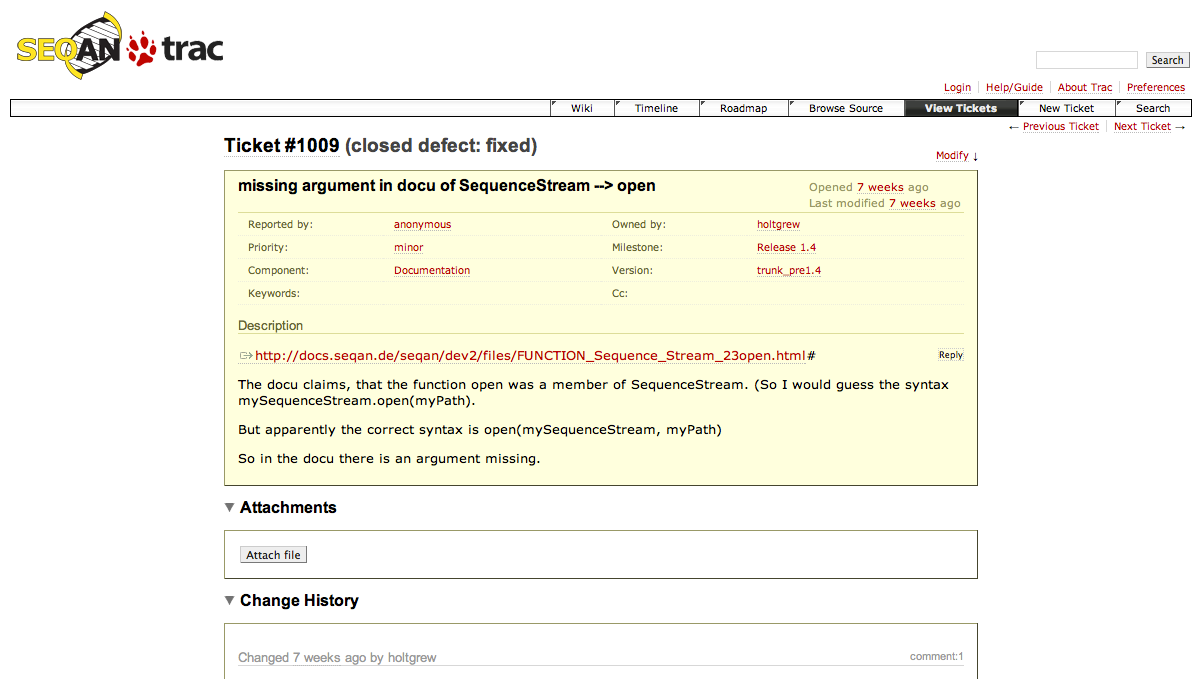 SEQAN trac
Search
Login Help/Guide About Trac Preferences
Wiki Timeline Roadmap Browse Source View Tickets New Ticket Search
← Previous Ticket Next Ticket →
Ticket #1009 (closed defect: fixed)
Modify ↓
missing argument in docu of SequenceStream --> open
Opened 7 weeks ago
Last modified 7 weeks ago
Reported by: anonymous Owned by: holtgrew
Priority: minor Milestone: Release 1.4
Component: Documentation Version: trunk_pre1.4
Keywords: Cc:
Description
http://docs.seqan.de/seqan/dev2/files/FUNCTION_Sequence_Stream_23open.html# Reply
The docu claims, that the function open was a member of SequenceStream. (So I would guess the syntax
mySequenceStream.open(myPath).
But apparently the correct syntax is open(mySequenceStream, myPath)
So in the docu there is an argument missing.
▼ Attachments
Attach file
▼ Change History
Changed 7 weeks ago by holtgrew comment:1